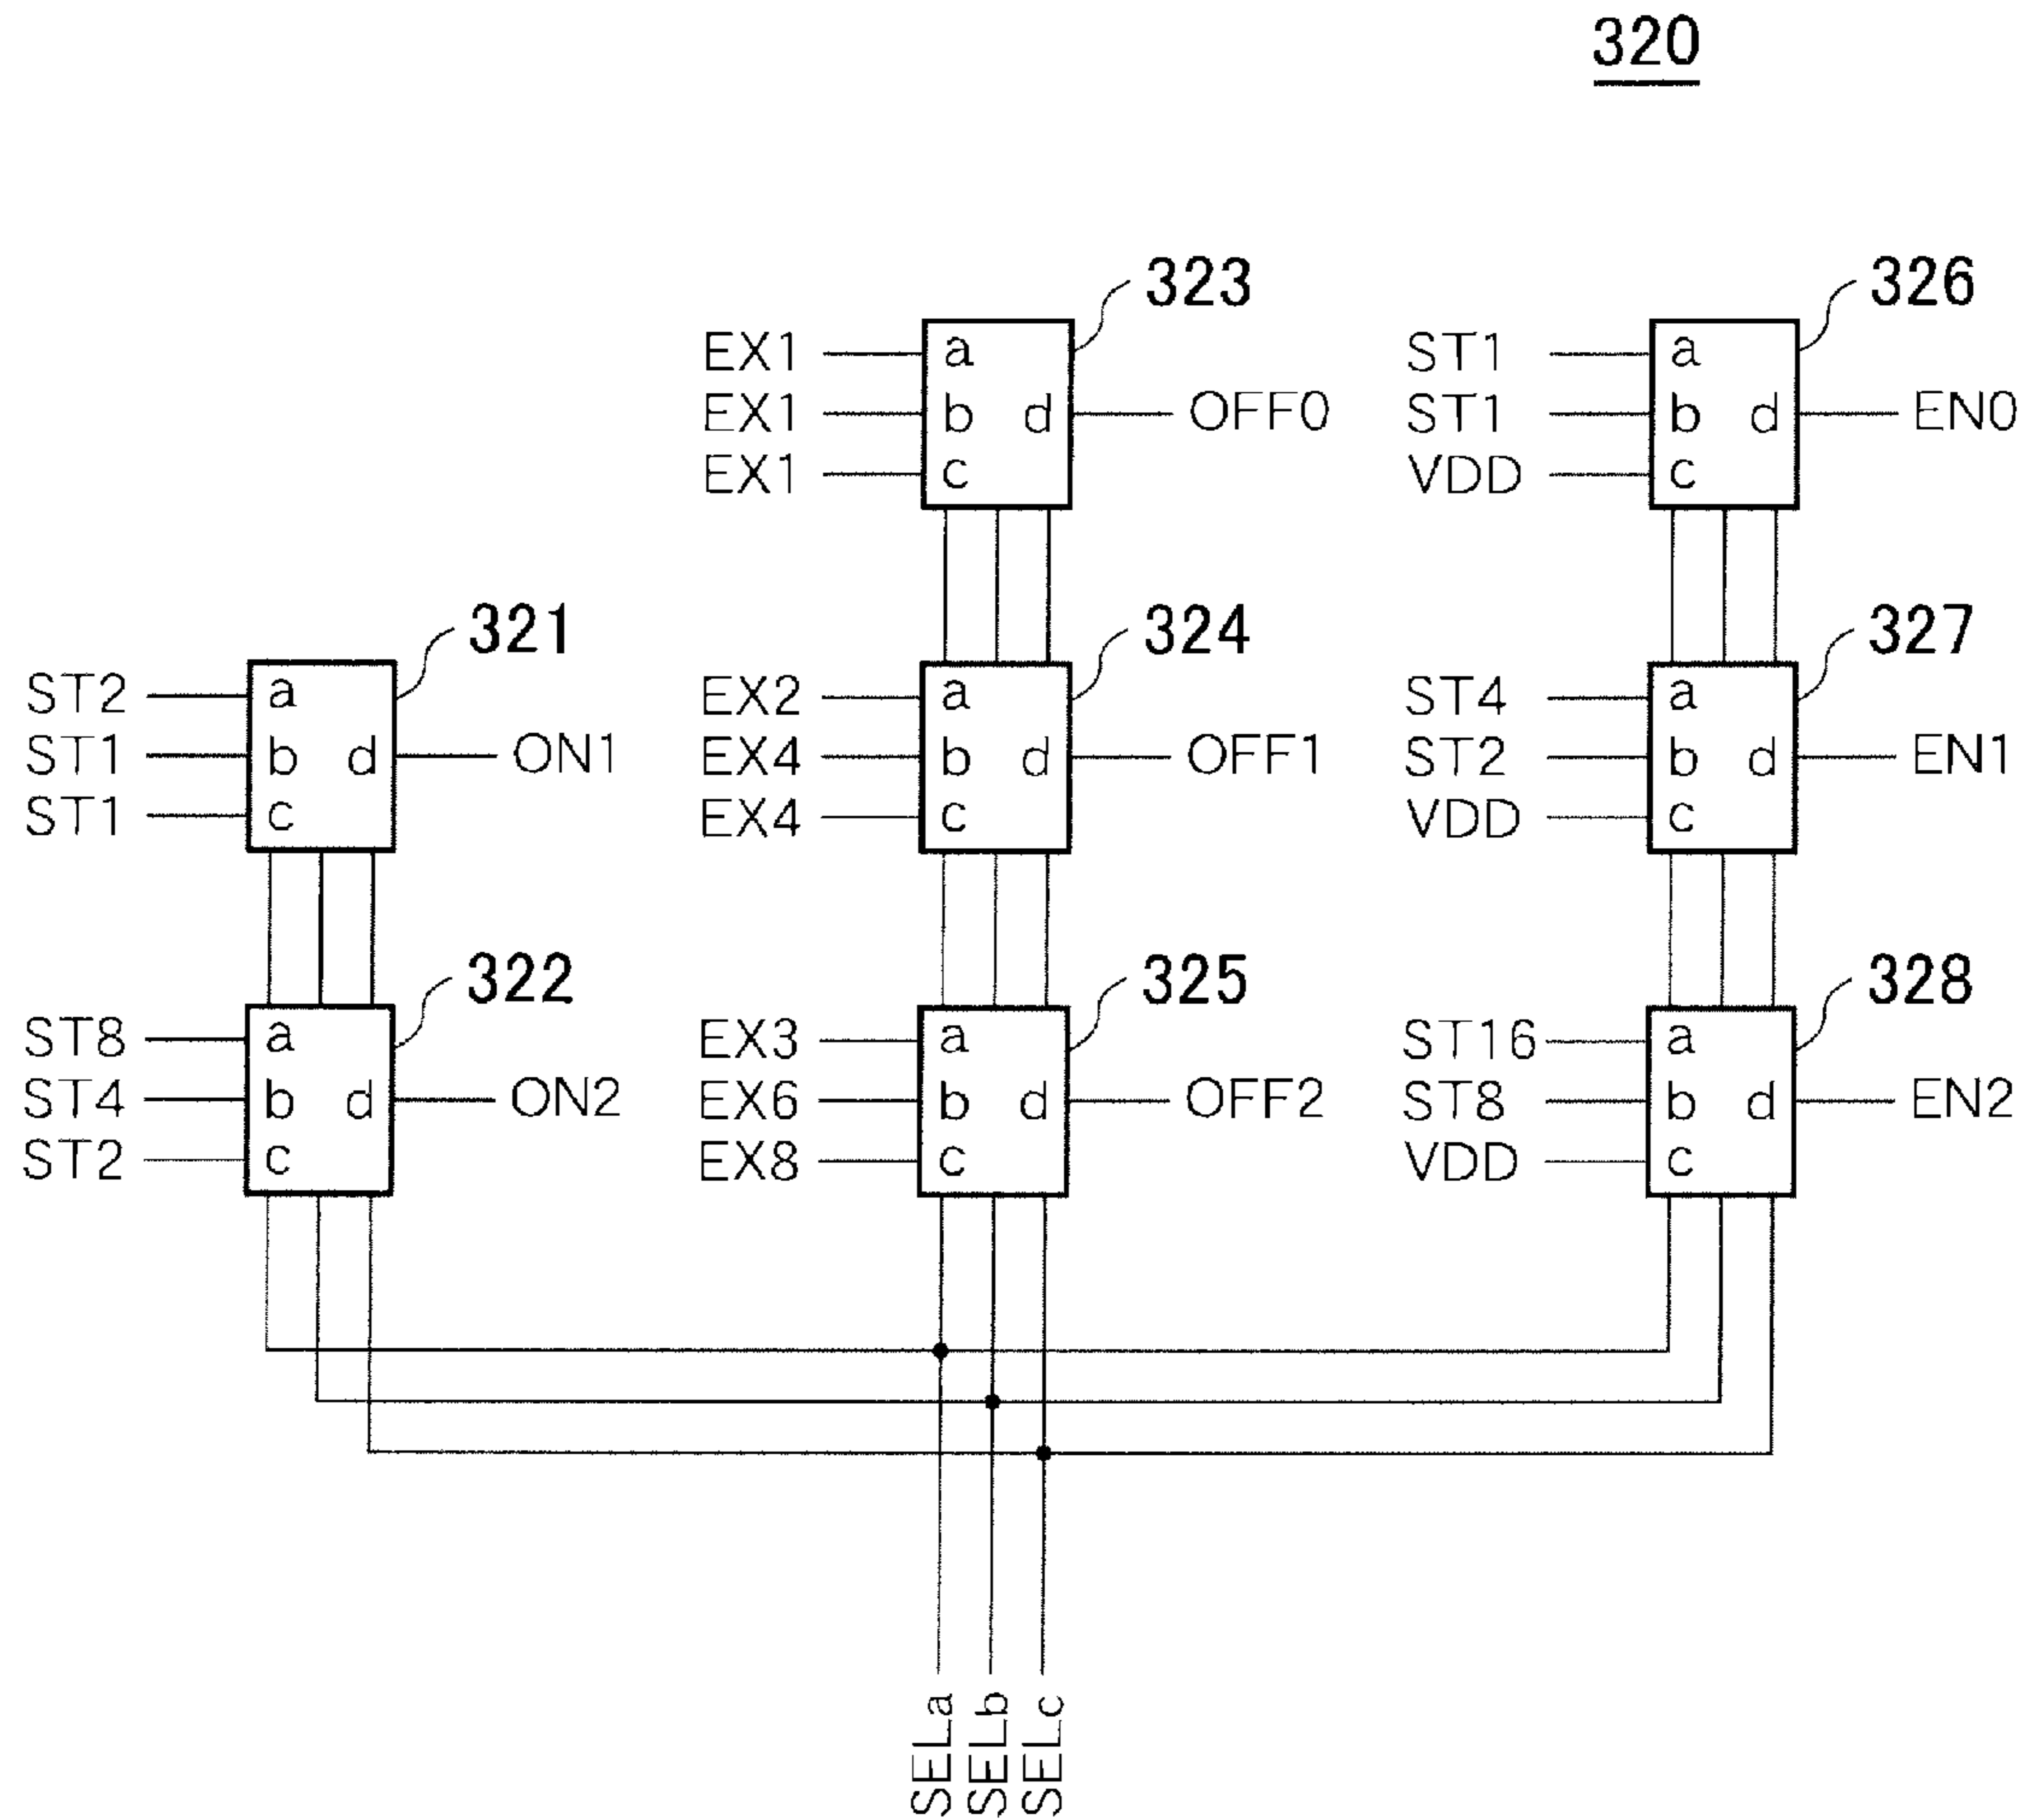 320
323
EX1 a
EX1 b d OFF0
EX1 c
326
ST1 a
ST1 b d EN0
VDD c
321
ST2 a
ST1 b d ON1
ST1 c
324
EX2 a
EX4 b d OFF1
EX4 c
327
ST4 a
ST2 b d EN1
VDD c
322
ST8 a
ST4 b d ON2
ST2 c
325
EX3 a
EX6 b d OFF2
EX8 c
328
ST16 a
ST8 b d EN2
VDD c
SELa
SELb
SELc